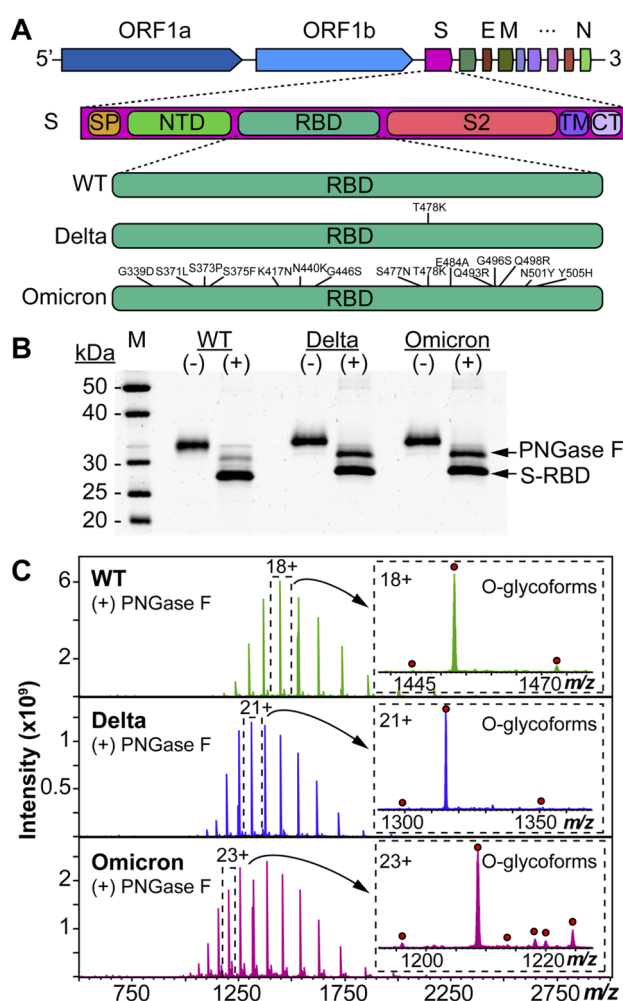 A
ORF1a ORF1b S E M ... N
5' 3'
S SP NTD RBD S2 TM CT
WT RBD
T478K
Delta RBD
G339D S371L S373P S375F K417N N440K G446S S477N T478K E484A Q493R G496S Q498R N501Y Y505H
Omicron RBD
B
kDa M WT Delta Omicron
(-) (+) (-) (+) (-) (+)
50 -
40 -
30 -
25 -
20 -
PNGase F
S-RBD
C
WT
(+) PNGase F
18+
18+ O-glycoforms
1445 1470 m/z
6
2
Delta
(+) PNGase F
21+
21+ O-glycoforms
1300 1350 m/z
1
0.5
Omicron
(+) PNGase F
23+
23+ O-glycoforms
1200 1220 m/z
2
1
Intensity (x10⁹)
750 1250 1750 2250 2750 m/z